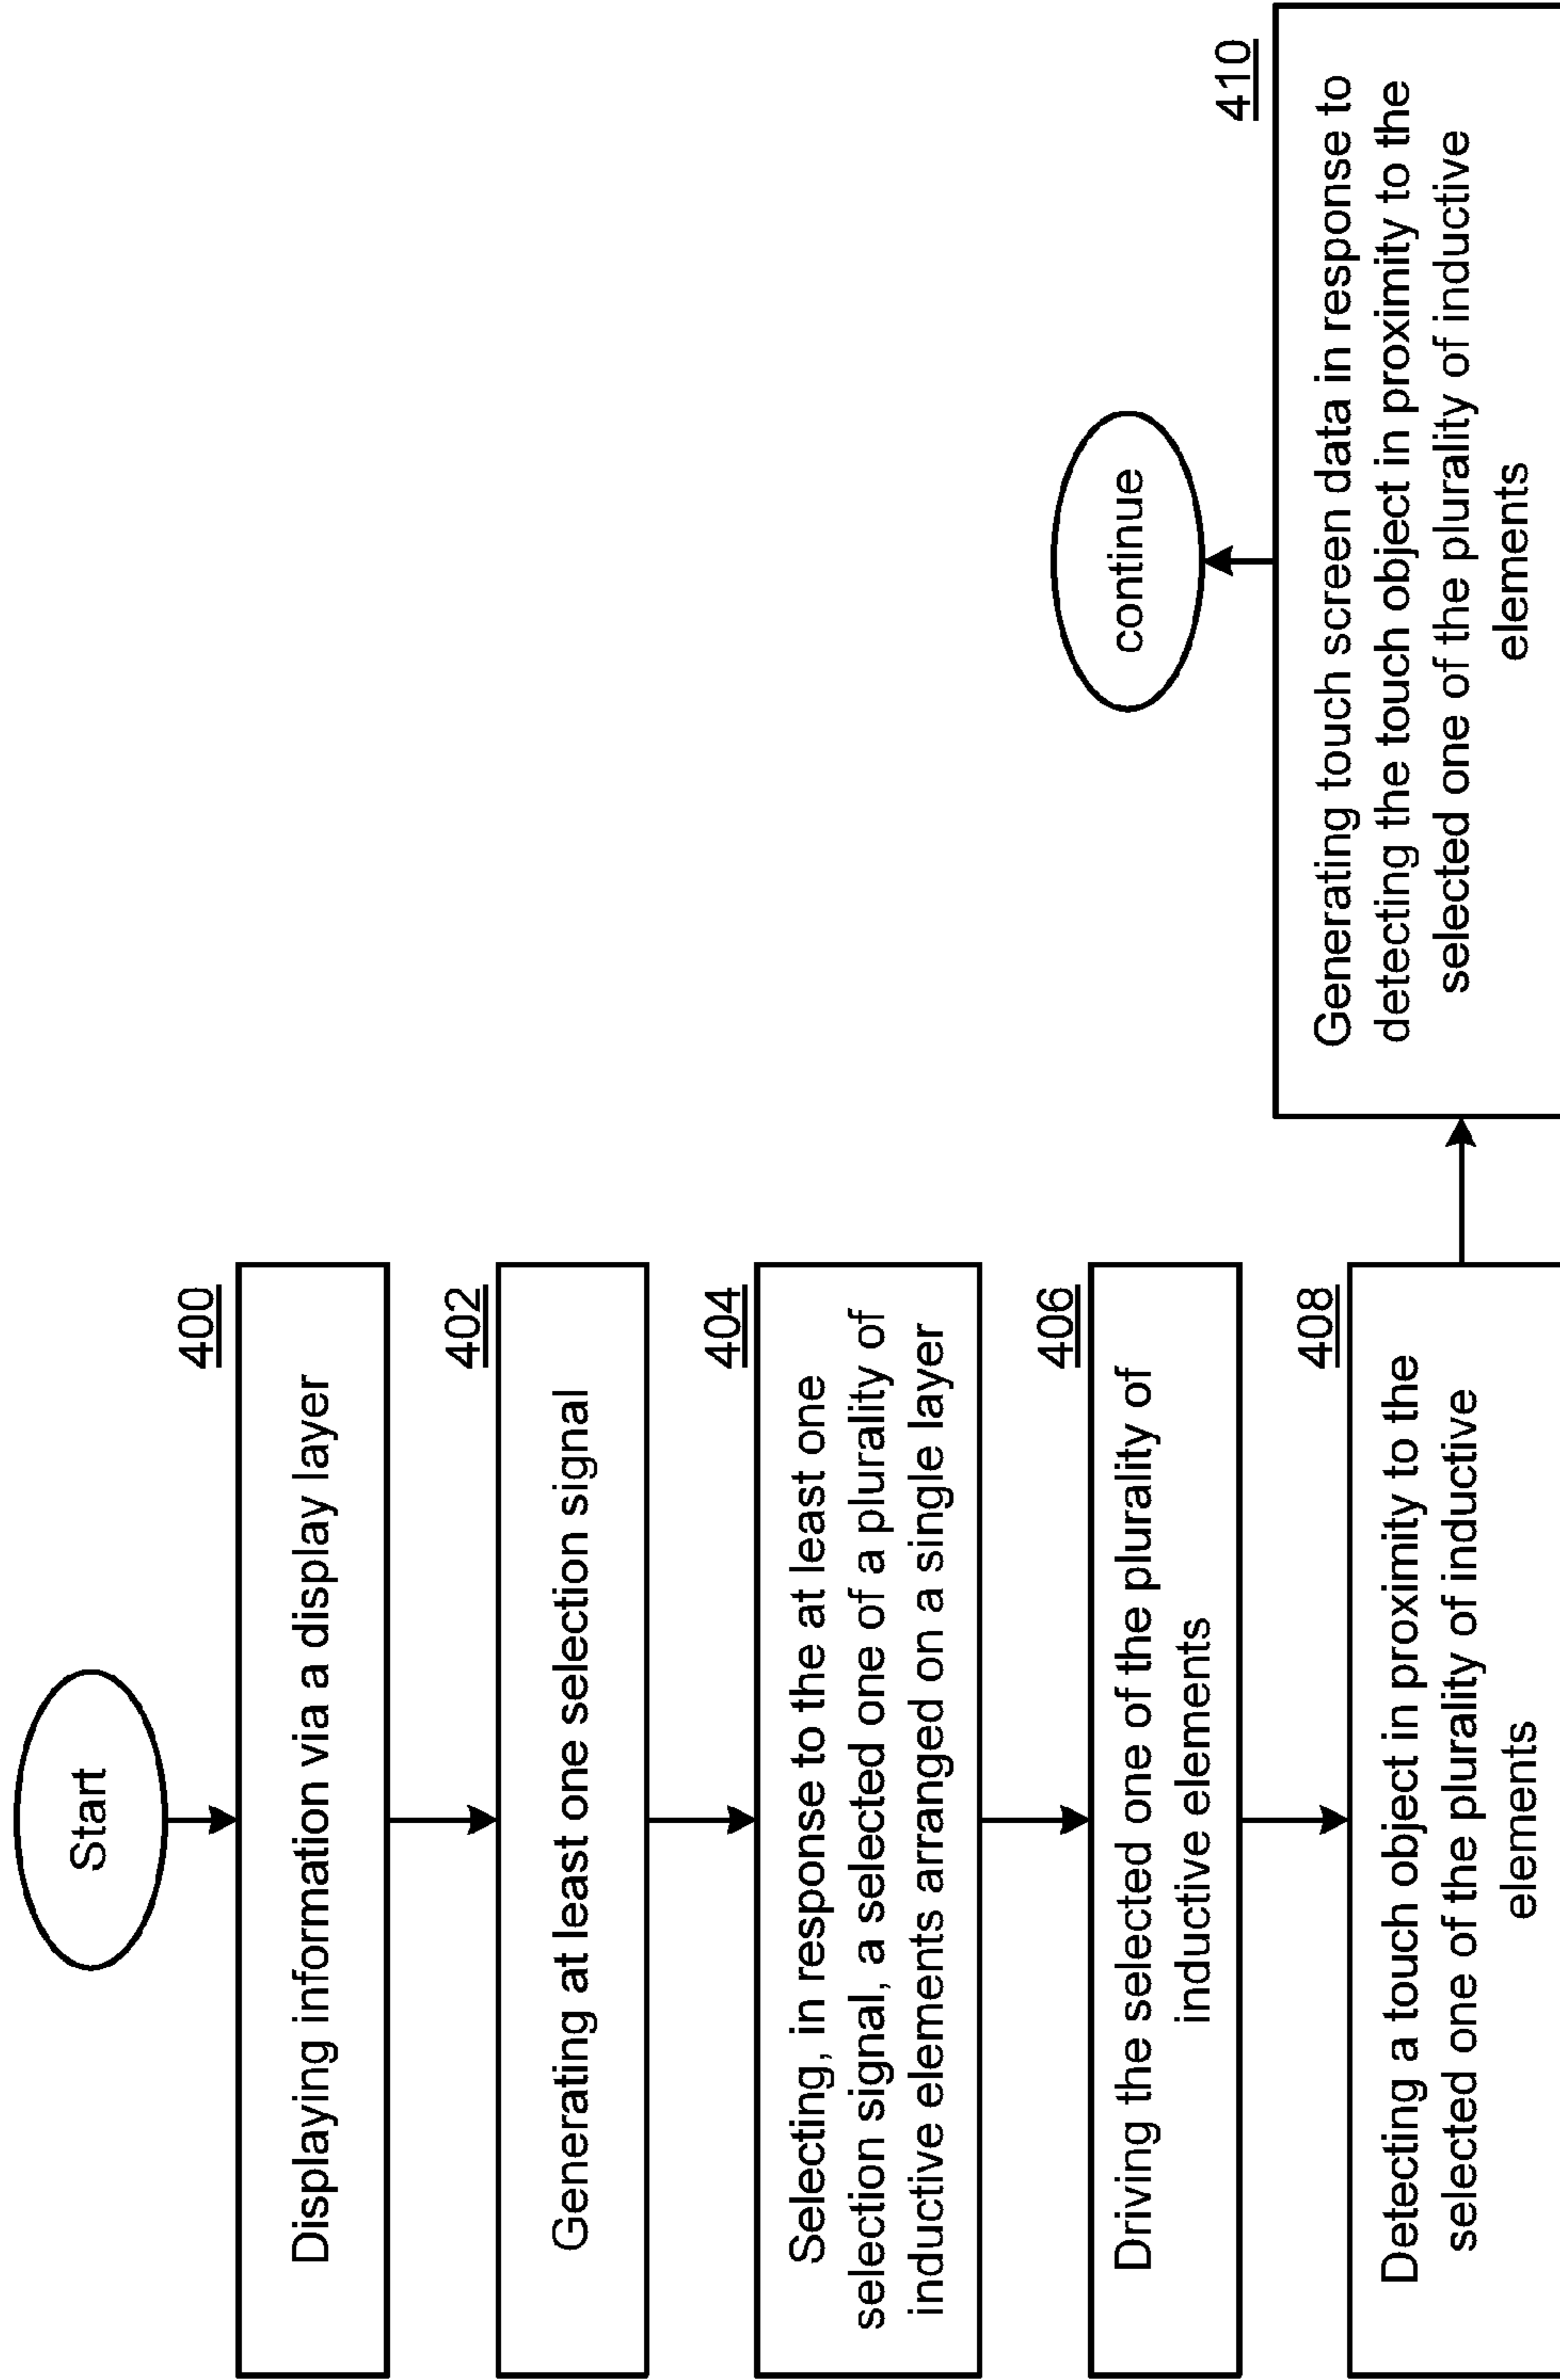 Start
400
Displaying information via a display layer
402
Generating at least one selection signal
404
Selecting, in response to the at least one
selection signal, a selected one of a plurality of
inductive elements arranged on a single layer
406
Driving the selected one of the plurality of
inductive elements
408
Detecting a touch object in proximity to the
selected one of the plurality of inductive
elements
410
Generating touch screen data in response to
detecting the touch object in proximity to the
selected one of the plurality of inductive
elements
continue